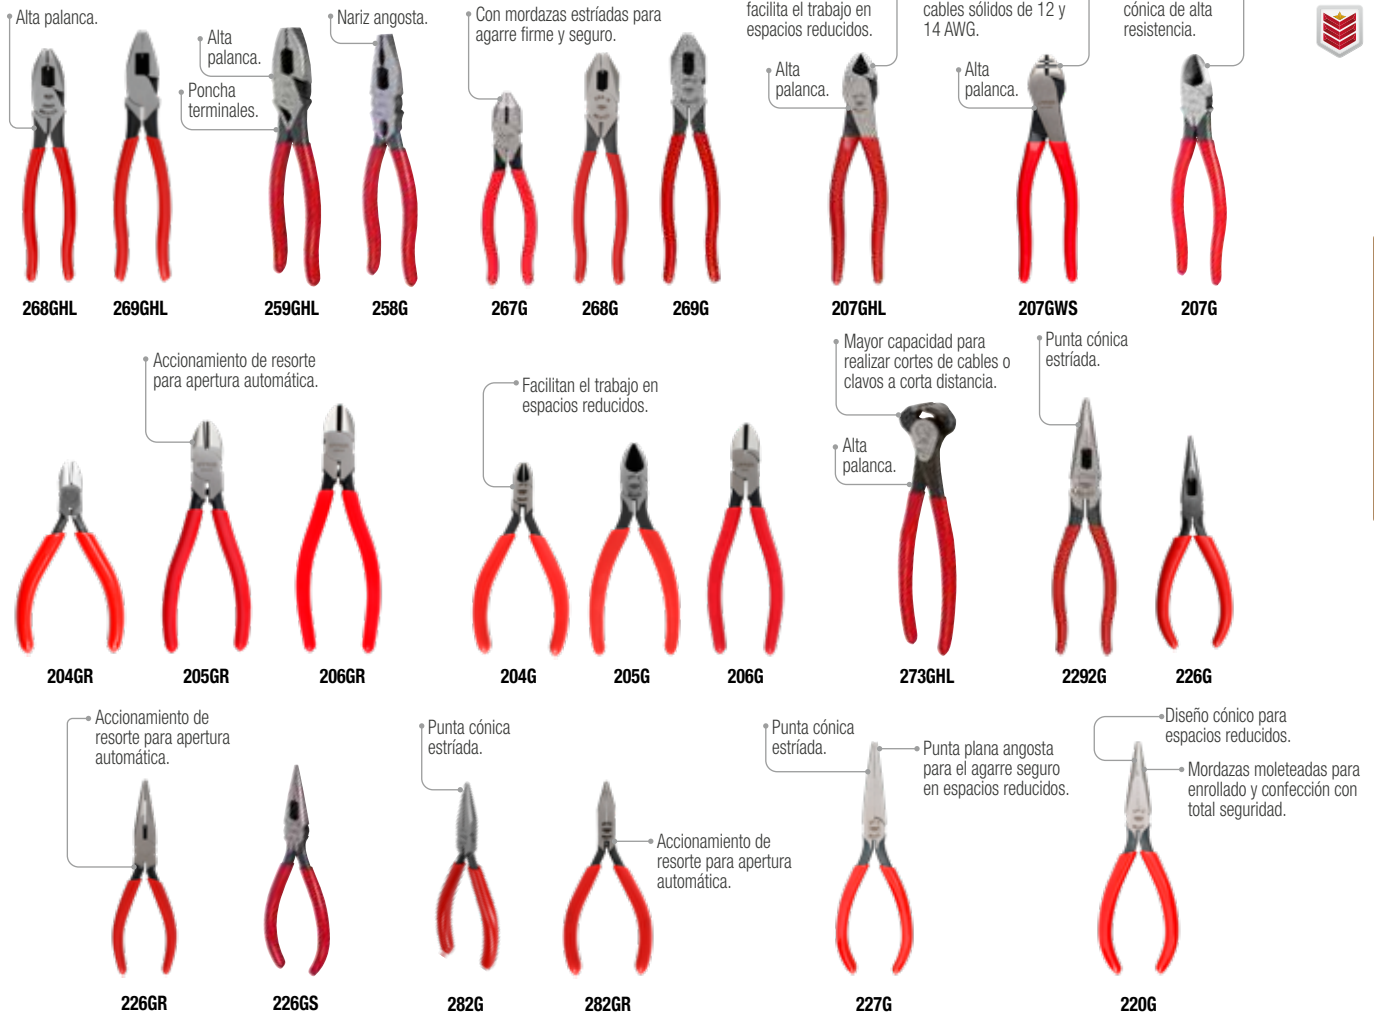 Alta palanca.
Alta
palanca.
Poncha
terminales.
Nariz angosta.
Con mordazas estríadas para
agarre firme y seguro.
facilita el trabajo en
espacios reducidos.
Alta
palanca.
cables sólidos de 12 y
14 AWG.
Alta
palanca.
cónica de alta
resistencia.
268GHL
269GHL
259GHL
258G
267G
268G
269G
207GHL
207GWS
207G
Accionamiento de resorte
para apertura automática.
Facilitan el trabajo en
espacios reducidos.
Mayor capacidad para
realizar cortes de cables o
clavos a corta distancia.
Alta
palanca.
Punta cónica
estríada.
204GR
205GR
206GR
204G
205G
206G
273GHL
2292G
226G
Accionamiento de
resorte para apertura
automática.
Punta cónica
estríada.
Accionamiento de
resorte para apertura
automática.
Punta cónica
estríada.
Punta plana angosta
para el agarre seguro
en espacios reducidos.
Diseño cónico para
espacios reducidos.
Mordazas moleteadas para
enrollado y confección con
total seguridad.
226GR
226GS
282G
282GR
227G
220G